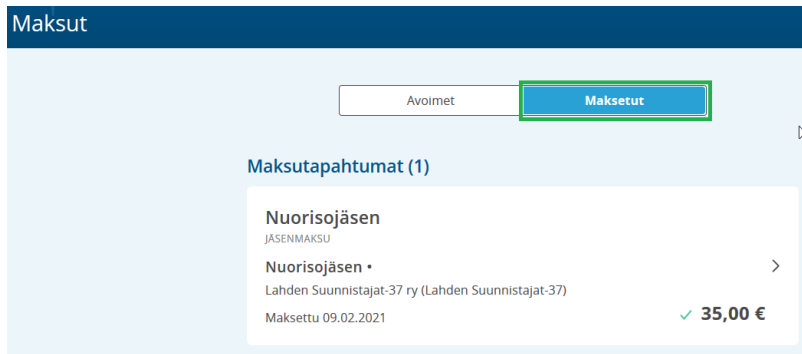 Maksut
Avoimet
Maksetut
Maksutapahtumat (1)
Nuorisojäsen
JÄSENMAKSU
Nuorisojäsen •
Lahden Suunnistajat-37 ry (Lahden Suunnistajat-37)
Maksettu 09.02.2021
35,00 €